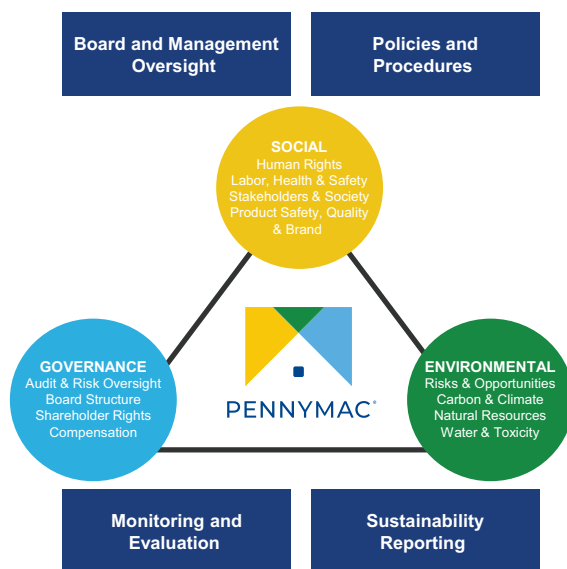 Board and Management
Oversight
Policies and
Procedures
SOCIAL
Human Rights
Labor, Health & Safety
Stakeholders & Society
Product Safety, Quality
& Brand
GOVERNANCE
Audit & Risk Oversight
Board Structure
Shareholder Rights
Compensation
PENNYMAC®
ENVIRONMENTAL
Risks & Opportunities
Carbon & Climate
Natural Resources
Water & Toxicity
Monitoring and
Evaluation
Sustainability
Reporting